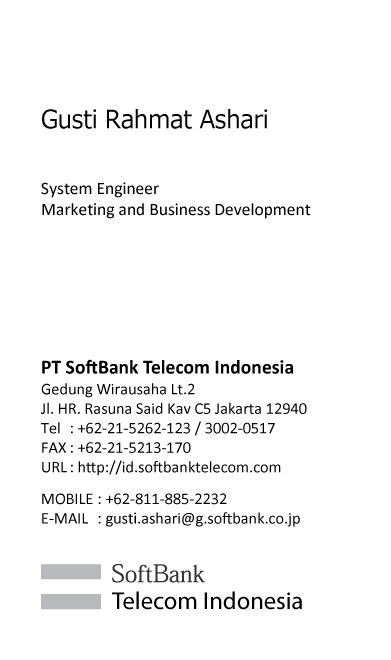 Gusti Rahmat Ashari
System Engineer
Marketing and Business Development
PT SoftBank Telecom Indonesia
Gedung Wirausaha Lt.2
Jl. HR. Rasuna Said Kav C5 Jakarta 12940
Tel : +62-21-5262-123 / 3002-0517
FAX : +62-21-5213-170
URL : http://id.softbanktelecom.com
MOBILE : +62-811-885-2232
E-MAIL : gusti.ashari@g.softbank.co.jp
SoftBank
Telecom Indonesia